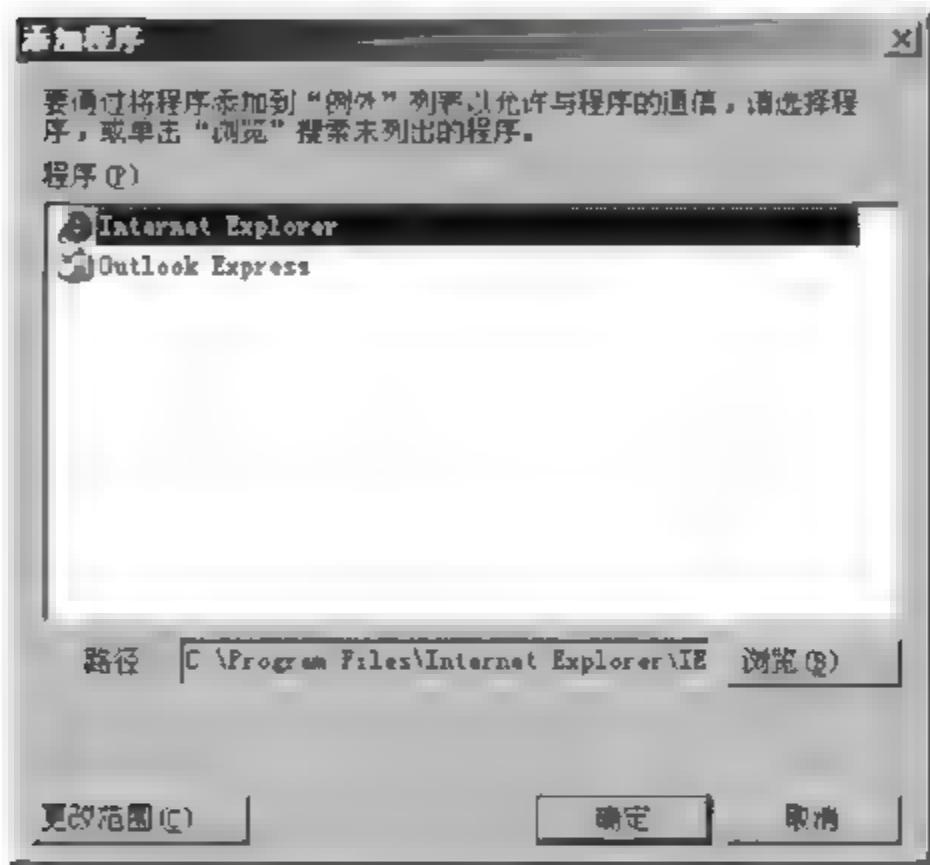 添加程序
要通过将程序添加到“例外”列表以允许与程序的通信，请选择程
序，或单击“浏览”搜索未列出的程序。
程序(P)
Internet Explorer
Outlook Express
路径 C \Program Files\Internet Explorer\IE 浏览(B)
更改范围(C) 确定 取消